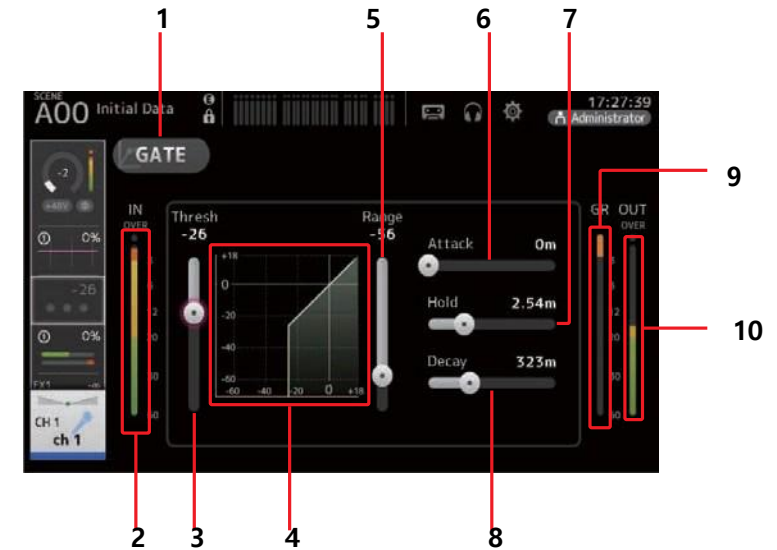 1 5 6 7
SCENE
A00 Initial Data
17:27:39
Administrator
GATE
-2
+48V
9
IN
OVER
Thresh
-26
Range
-56
GR OUT
OVER
0%
Attack 0m
+18
0
-20
-40
-60
-60 -40 -20 0 +18
-26
Hold 2.54m
10
0%
Decay 323m
FX1 -∞
CH 1
ch 1
2 3 4 8